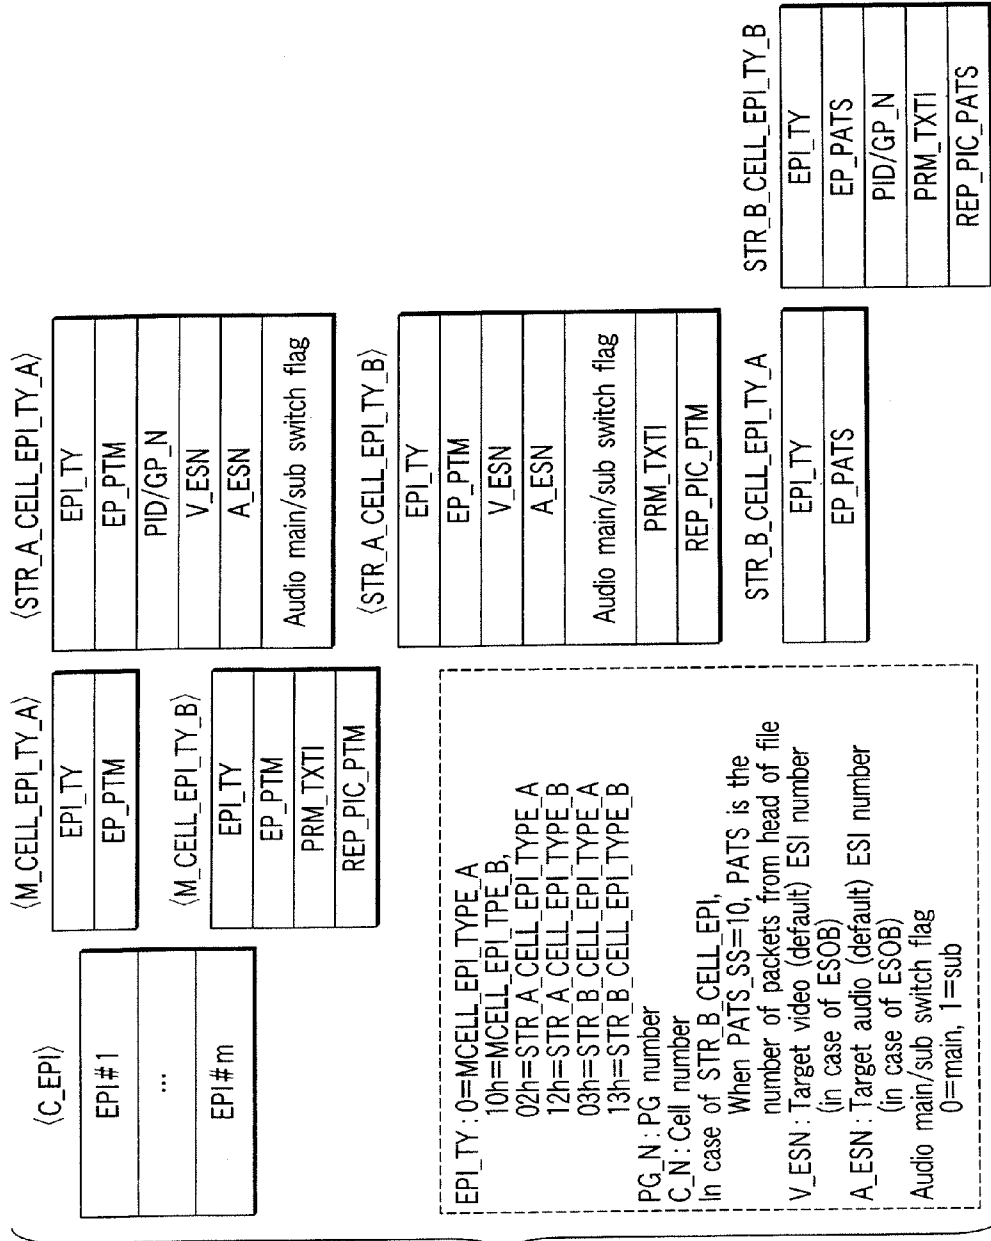 ⟨C_EPI⟩
EPI#1
...
EPI#m
⟨M_CELL_EPI_TY_A⟩
EPI_TY
EP_PTM
⟨M_CELL_EPI_TY_B⟩
EPI_TY
EP_PTM
PRM_TXTI
REP_PIC_PTM
⟨STR_A_CELL_EPI_TY_A⟩
EPI_TY
EP_PTM
PID/GP_N
V_ESN
A_ESN
Audio main/sub switch flag
⟨STR_A_CELL_EPI_TY_B⟩
EPI_TY
EP_PTM
V_ESN
A_ESN
Audio main/sub switch flag
PRM_TXTI
REP_PIC_PTM
STR_B_CELL_EPI_TY_A
EPI_TY
EP_PATS
STR_B_CELL_EPI_TY_B
EPI_TY
EP_PATS
PID/GP_N
PRM_TXTI
REP_PIC_PATS
EPI_TY : 0=MCELL_EPI_TYPE_A
10h=MCELL_EPI_TPE_B,
02h=STR_A_CELL_EPI_TYPE_A
12h=STR_A_CELL_EPI_TYPE_B
03h=STR_B_CELL_EPI_TYPE_A
13h=STR_B_CELL_EPI_TYPE_B
PG_N : PG number
C_N : Cell number
In case of STR_B_CELL_EPI,
When PATS_SS=10, PATS is the
number of packets from head of file
V_ESN : Target video (default) ESI number
(in case of ESOB)
A_ESN : Target audio (default) ESI number
(in case of ESOB)
Audio main/sub switch flag
0=main, 1=sub